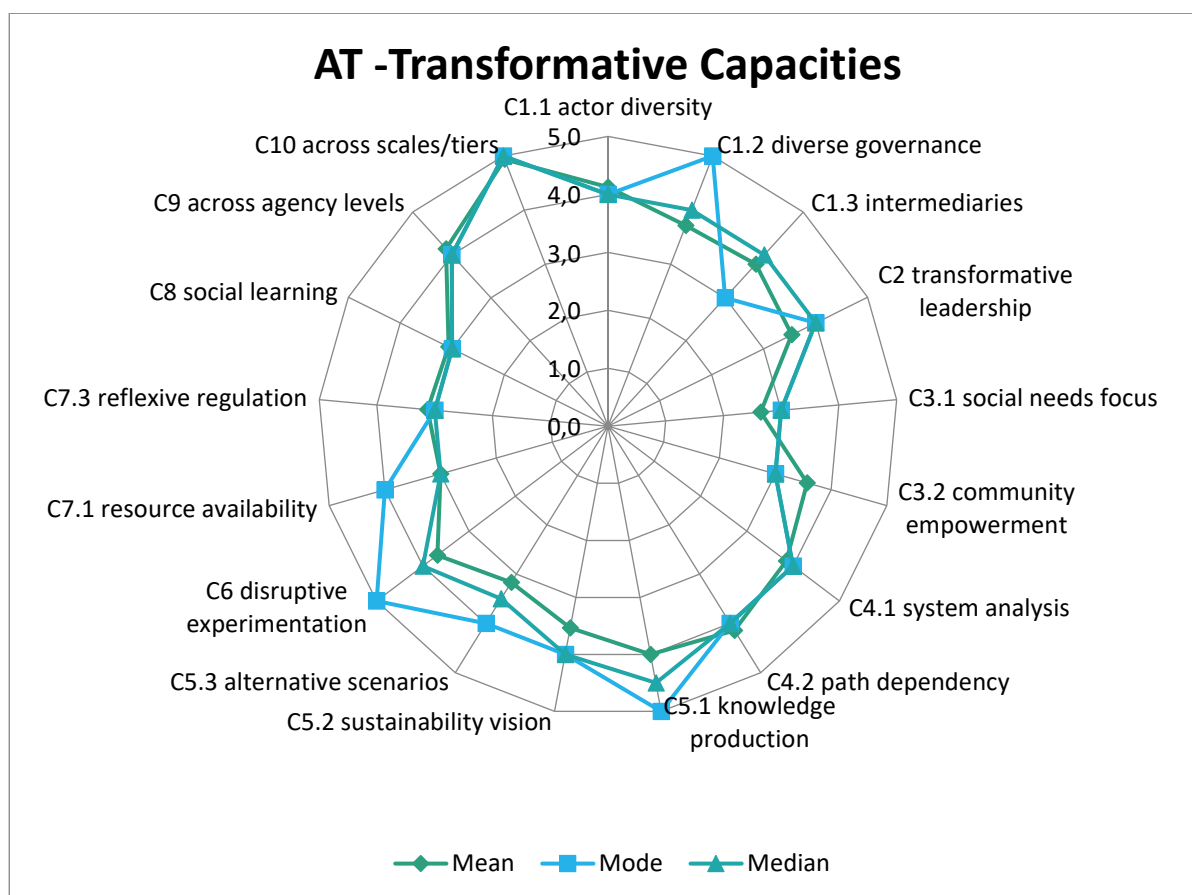 AT -Transformative Capacities
C1.1 actor diversity
5,0
4,0
3,0
2,0
1,0
0,0
C1.2 diverse governance
C1.3 intermediaries
C2 transformative
leadership
C3.1 social needs focus
C3.2 community
empowerment
C4.1 system analysis
C4.2 path dependency
C5.1 knowledge
production
C5.2 sustainability vision
C5.3 alternative scenarios
C6 disruptive
experimentation
C7.1 resource availability
C7.3 reflexive regulation
C8 social learning
C9 across agency levels
C10 across scales/tiers
Mean
Mode
Median